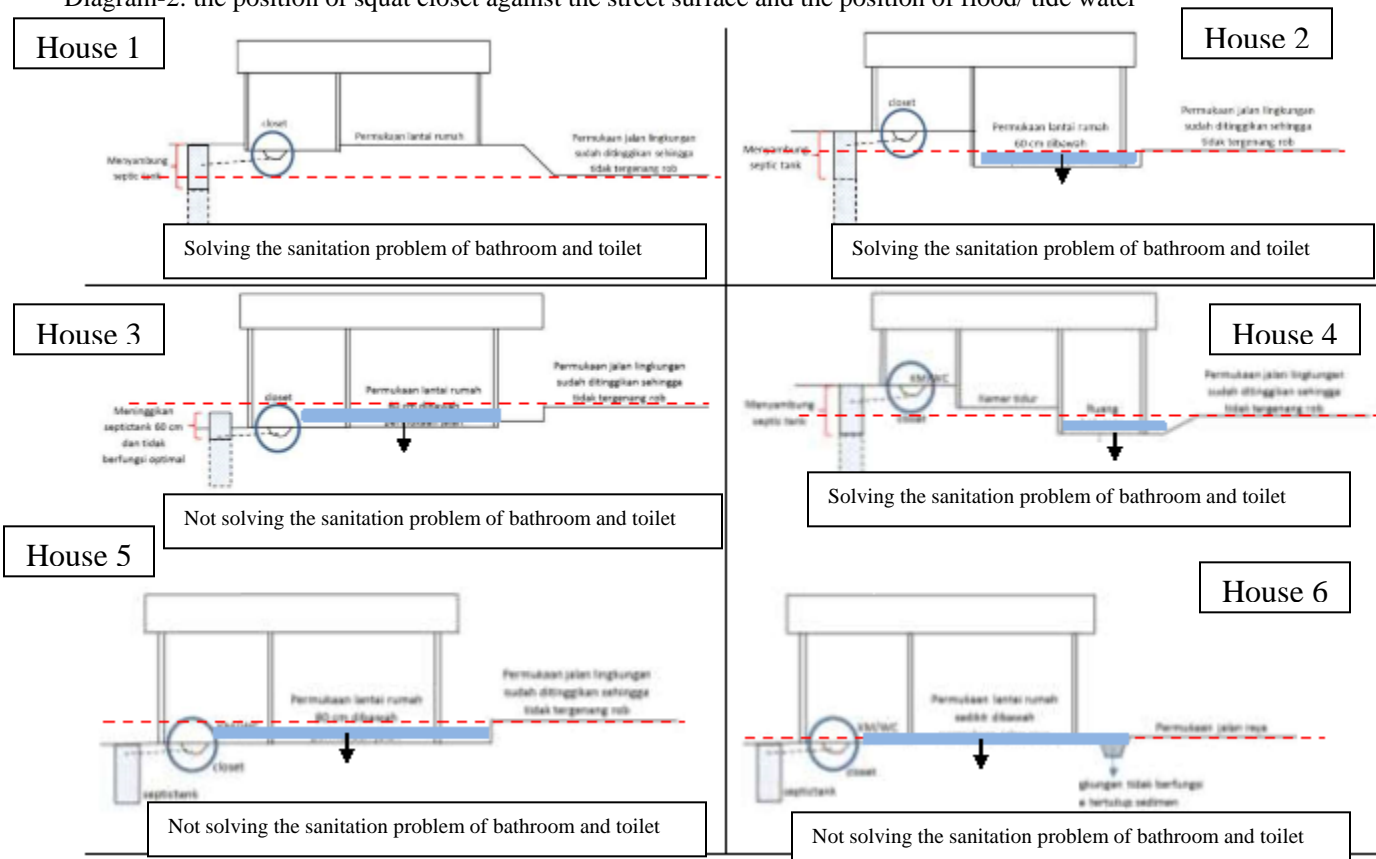 Diagram-2: the position of squat closet against the street surface and the position of flood/ tide water
House 1
closet
Permukaan lantai rumah
Menyambung
septic tank
Permukaan jalan lingkungan
sudah ditinggikan sehingga
tidak tergenang rob
Solving the sanitation problem of bathroom and toilet
House 2
closet
Permukaan lantai rumah
60 cm dibawah
Menyambung
septic tank
Permukaan jalan lingkungan
sudah ditinggikan sehingga
tidak tergenang rob
Solving the sanitation problem of bathroom and toilet
House 3
closet
Permukaan lantai rumah
Meninggikan
septictank 60 cm
dan tidak
berfungsi optimal
Permukaan jalan lingkungan
sudah ditinggikan sehingga
tidak tergenang rob
Not solving the sanitation problem of bathroom and toilet
House 4
KM/WC
closet
Kamar tidur
Ruang
Menyambung
septic tank
Permukaan jalan lingkungan
sudah ditinggikan sehingga
tidak tergenang rob
Solving the sanitation problem of bathroom and toilet
House 5
Permukaan lantai rumah
80 cm dibawah
closet
septictank
Permukaan jalan lingkungan
sudah ditinggikan sehingga
tidak tergenang rob
Not solving the sanitation problem of bathroom and toilet
House 6
KM/WC
Permukaan lantai rumah
sedikit dibawah
closet
septictank
Permukaan jalan raya
gkungan tidak berfungsi
e tertutup sedimen
Not solving the sanitation problem of bathroom and toilet